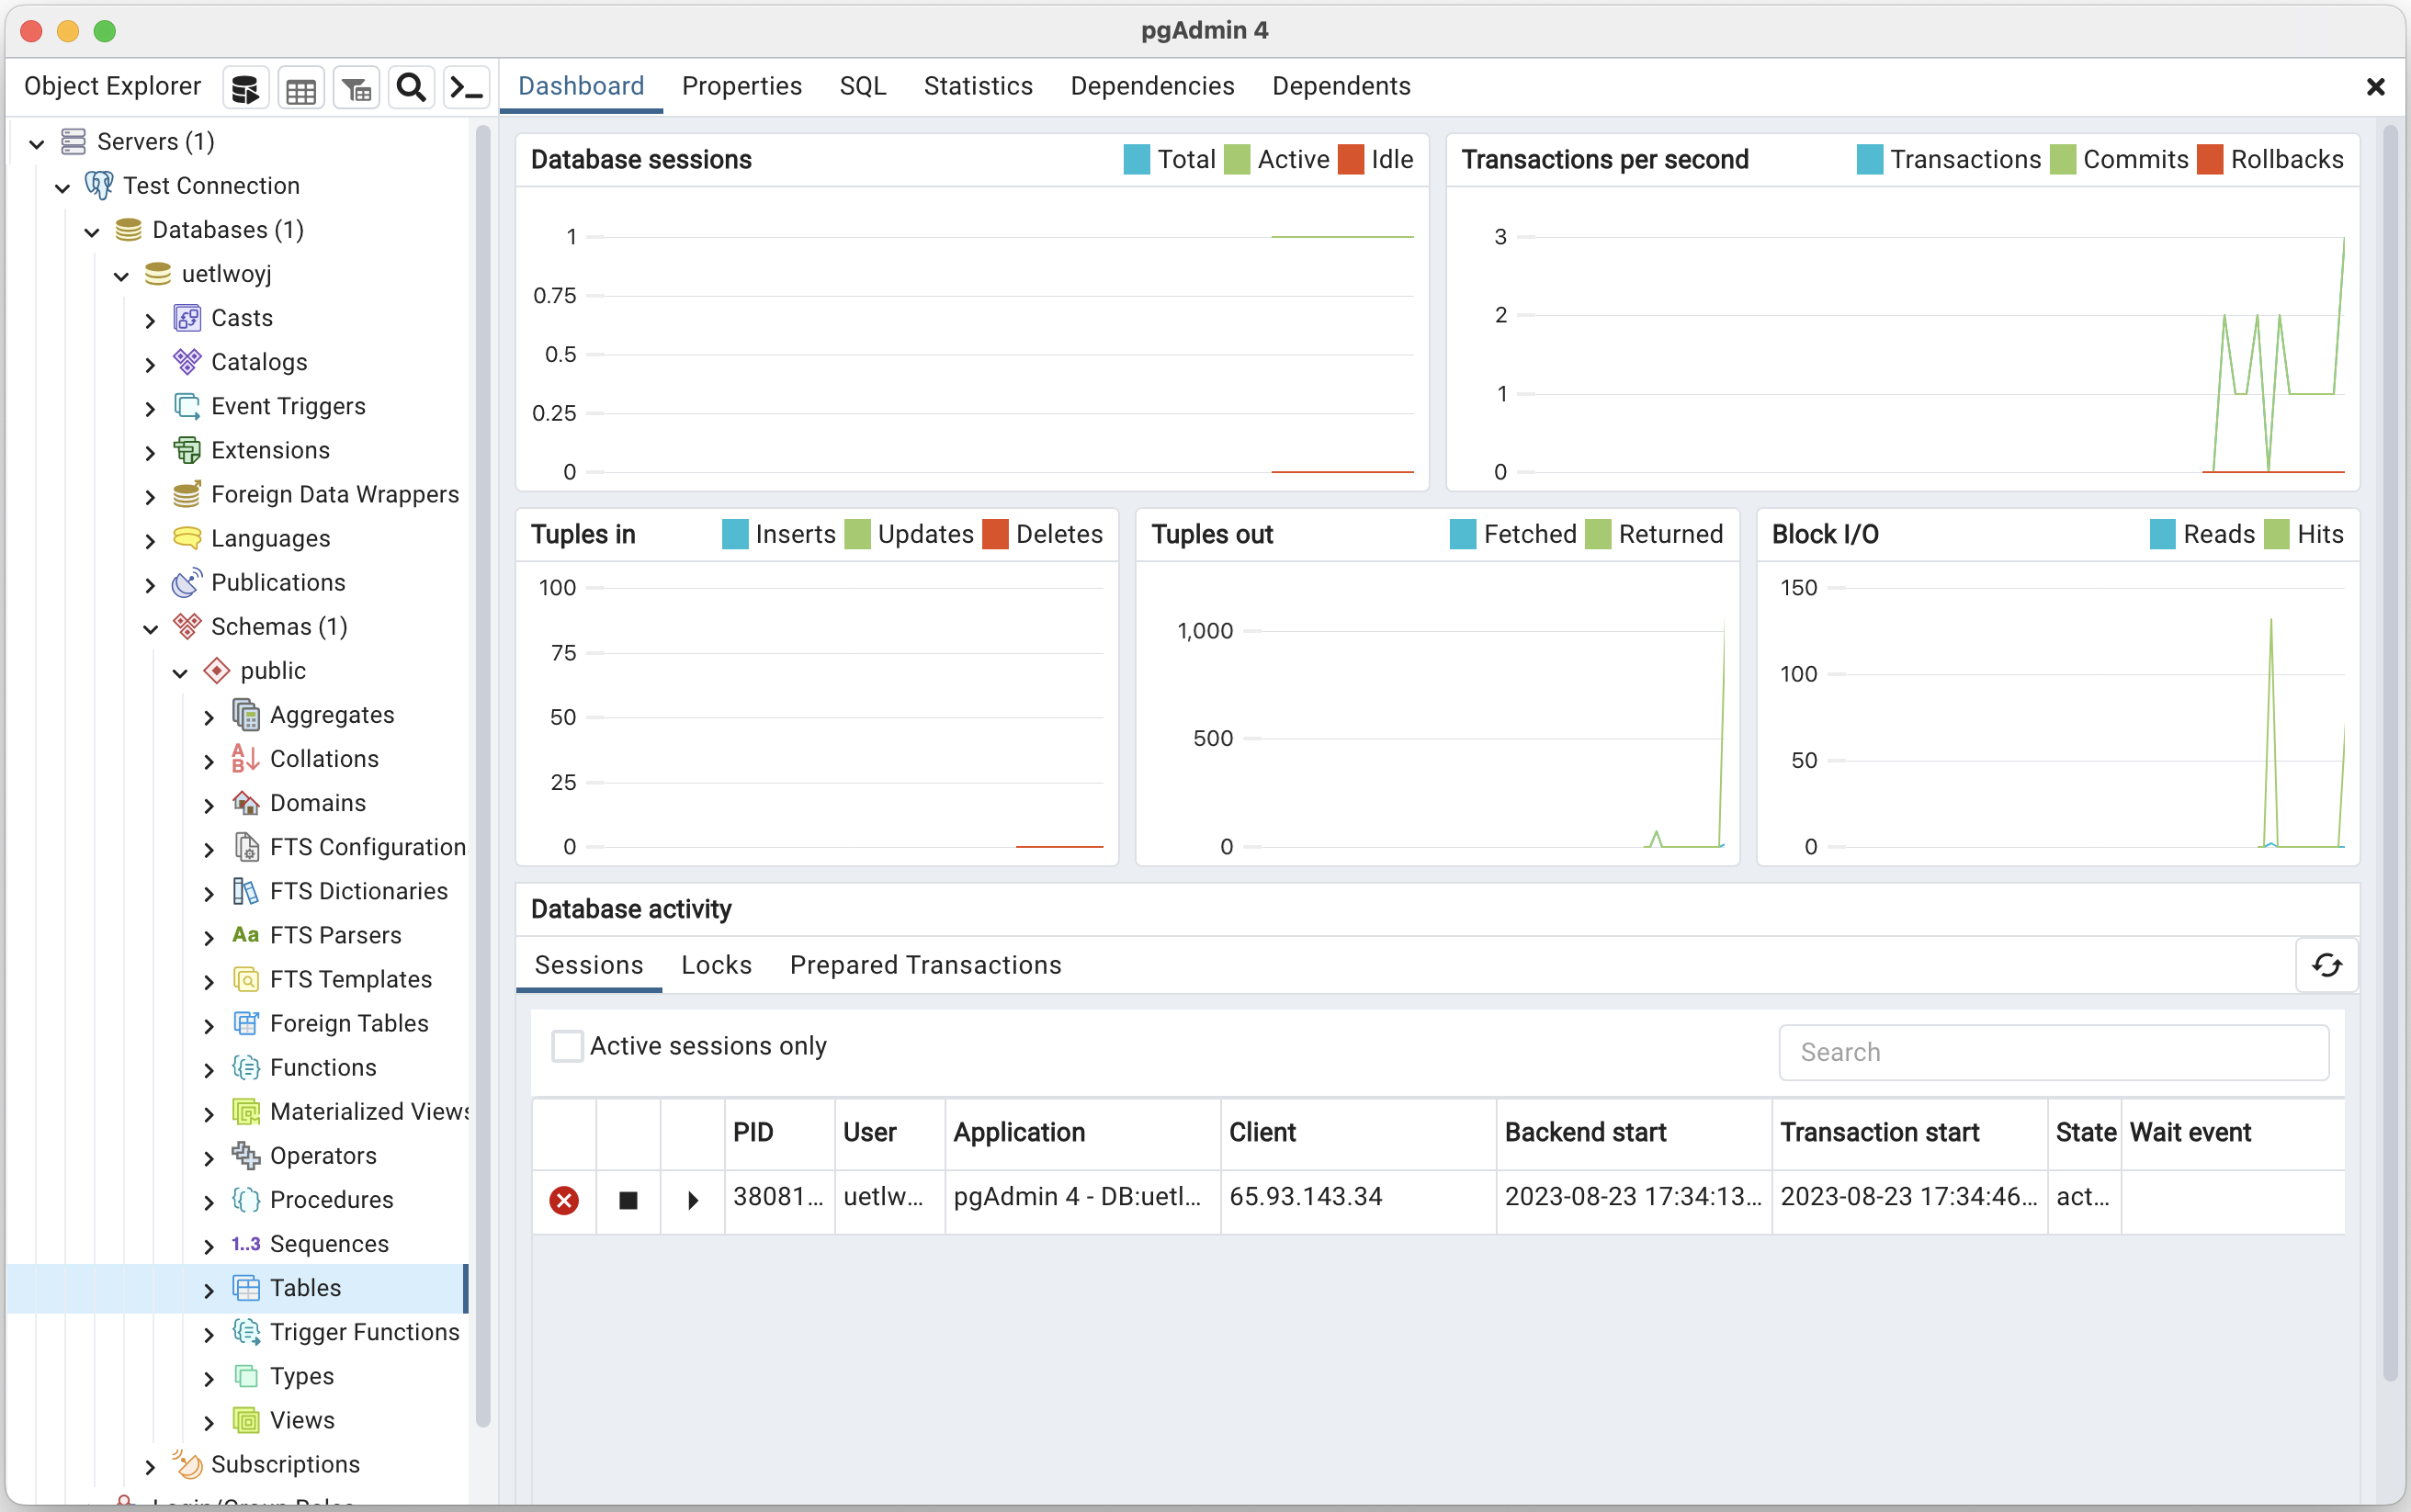 pgAdmin 4
Object Explorer
Dashboard Properties SQL Statistics Dependencies Dependents
Servers (1)
Test Connection
Databases (1)
uetlwoyj
Casts
Catalogs
Event Triggers
Extensions
Foreign Data Wrappers
Languages
Publications
Schemas (1)
public
Aggregates
Collations
Domains
FTS Configuration
FTS Dictionaries
Aa FTS Parsers
FTS Templates
Foreign Tables
Functions
Materialized Views
Operators
Procedures
1..3 Sequences
Tables
Trigger Functions
Types
Views
Subscriptions
Login/Group Roles
Database sessions Total Active Idle
1
0.75
0.5
0.25
0
Transactions per second Transactions Commits Rollbacks
3
2
1
0
Tuples in Inserts Updates Deletes
100
75
50
25
0
Tuples out Fetched Returned
1,000
500
0
Block I/O Reads Hits
150
100
50
0
Database activity
Sessions Locks Prepared Transactions
Active sessions only
Search
PID User Application Client Backend start Transaction start State Wait event
38081... uetlw... pgAdmin 4 - DB:uetl... 65.93.143.34 2023-08-23 17:34:13... 2023-08-23 17:34:46... act...